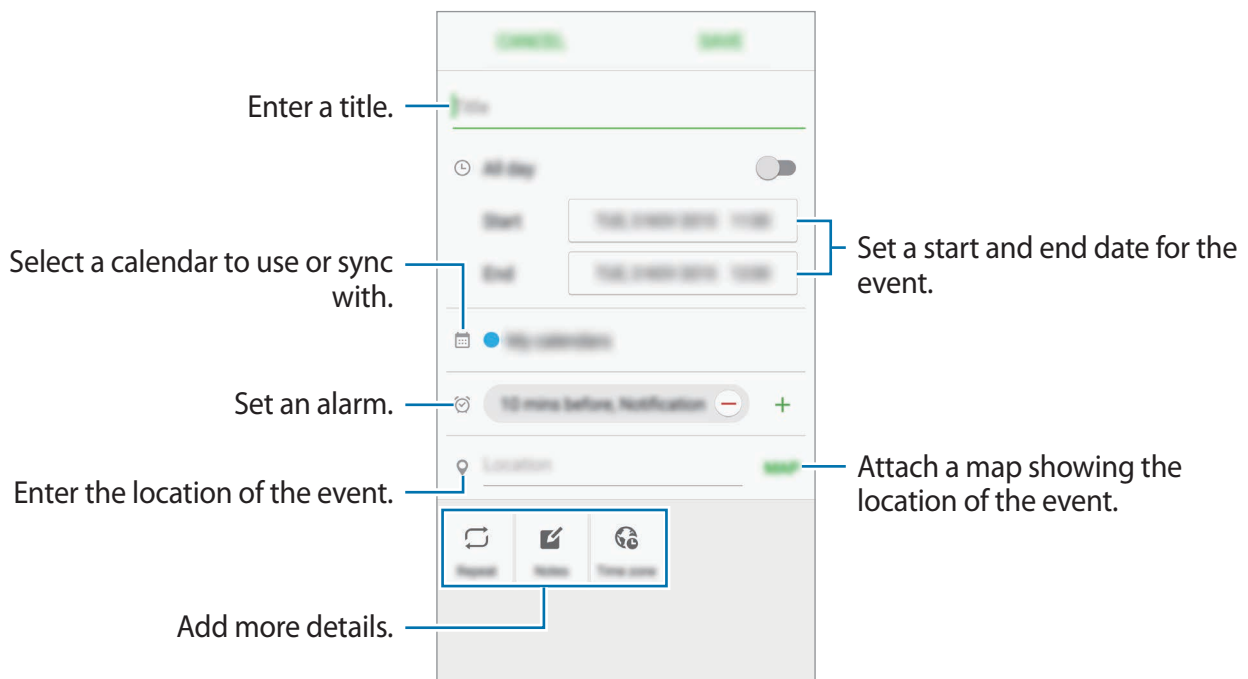 CANCEL
SAVE
Enter a title.
Title
All day
Start
Set a start and end date for the
event.
Select a calendar to use or sync
with.
End
My calendars
Set an alarm.
10 mins before, Notification
Enter the location of the event.
Location
MAP
Attach a map showing the
location of the event.
Repeat
Notes
Time zone
Add more details.